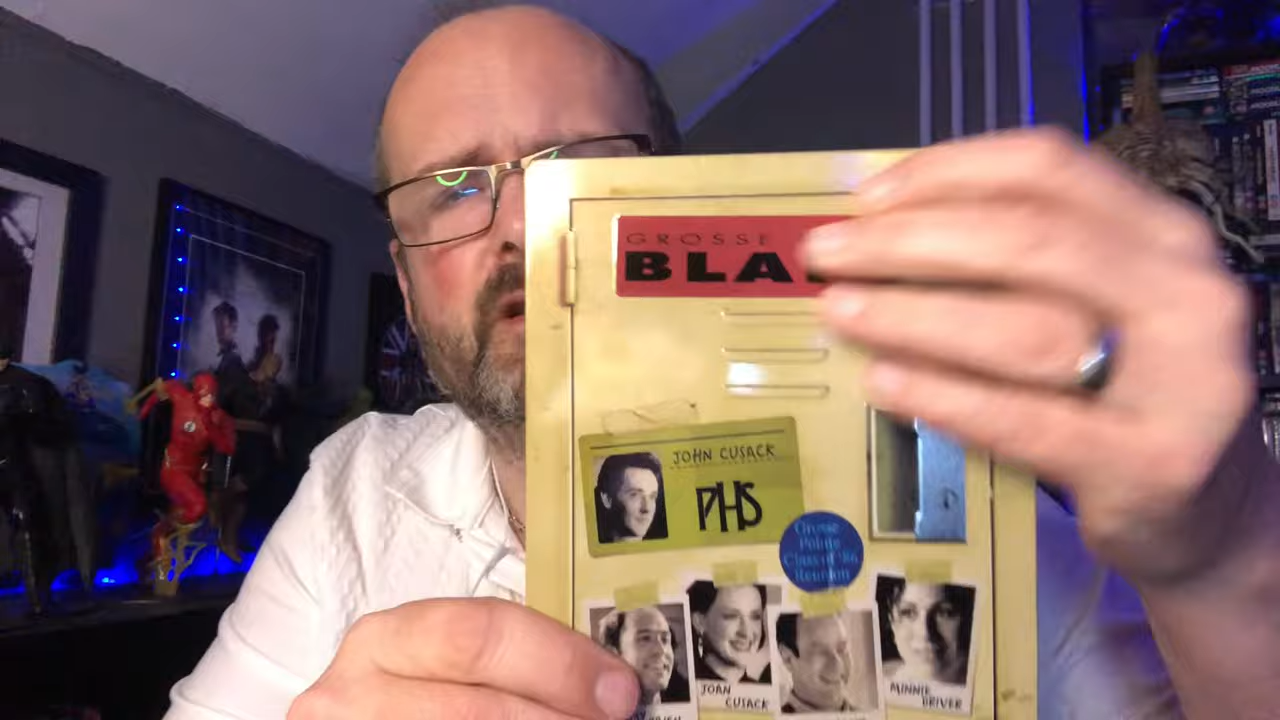 GROSSE
BLA
JOHN CUSACK
PHS
Grosse
Pointe
Class of '86
Reunion
JOAN
CUSACK
MINNIE
DRIVER